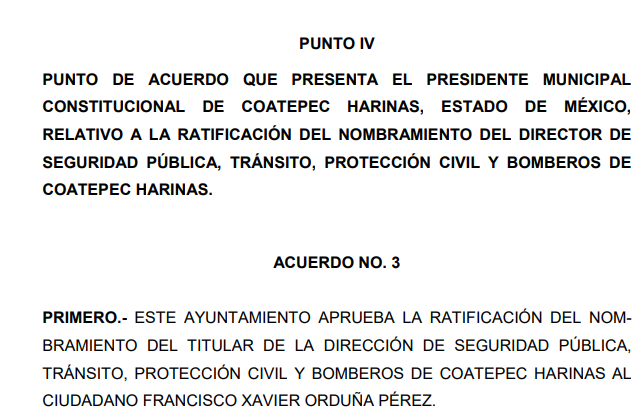 PUNTO IV
PUNTO DE ACUERDO QUE PRESENTA EL PRESIDENTE MUNICIPAL
CONSTITUCIONAL DE COATEPEC HARINAS, ESTADO DE MÉXICO,
RELATIVO A LA RATIFICACIÓN DEL NOMBRAMIENTO DEL DIRECTOR DE
SEGURIDAD PÚBLICA, TRÁNSITO, PROTECCIÓN CIVIL Y BOMBEROS DE
COATEPEC HARINAS.
ACUERDO NO. 3
PRIMERO.- ESTE AYUNTAMIENTO APRUEBA LA RATIFICACIÓN DEL NOM-
BRAMIENTO DEL TITULAR DE LA DIRECCIÓN DE SEGURIDAD PÚBLICA,
TRÁNSITO, PROTECCIÓN CIVIL Y BOMBEROS DE COATEPEC HARINAS AL
CIUDADANO FRANCISCO XAVIER ORDUÑA PÉREZ.